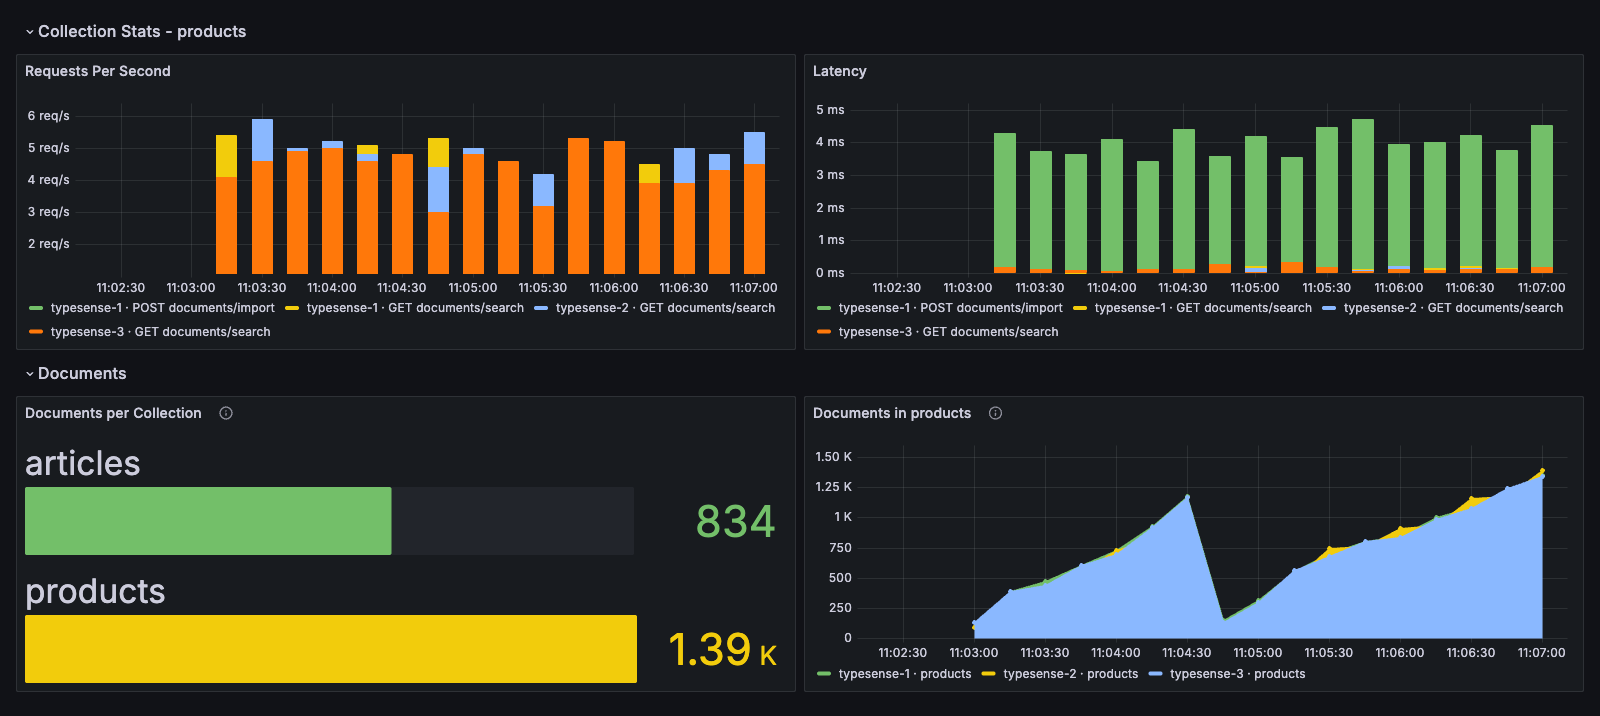 Collection Stats - products
Requests Per Second
6 req/s
5 req/s
4 req/s
3 req/s
2 req/s
11:02:30 11:03:00 11:03:30 11:04:00 11:04:30 11:05:00 11:05:30 11:06:00 11:06:30 11:07:00
typesense-1 · POST documents/import typesense-1 · GET documents/search typesense-2 · GET documents/search
typesense-3 · GET documents/search
Latency
5 ms
4 ms
3 ms
2 ms
1 ms
0 ms
11:02:30 11:03:00 11:03:30 11:04:00 11:04:30 11:05:00 11:05:30 11:06:00 11:06:30 11:07:00
typesense-1 · POST documents/import typesense-1 · GET documents/search typesense-2 · GET documents/search
typesense-3 · GET documents/search
Documents
Documents per Collection
articles
834
products
1.39 K
Documents in products
1.50 K
1.25 K
1 K
750
500
250
0
11:02:30 11:03:00 11:03:30 11:04:00 11:04:30 11:05:00 11:05:30 11:06:00 11:06:30 11:07:00
typesense-1 · products typesense-2 · products typesense-3 · products